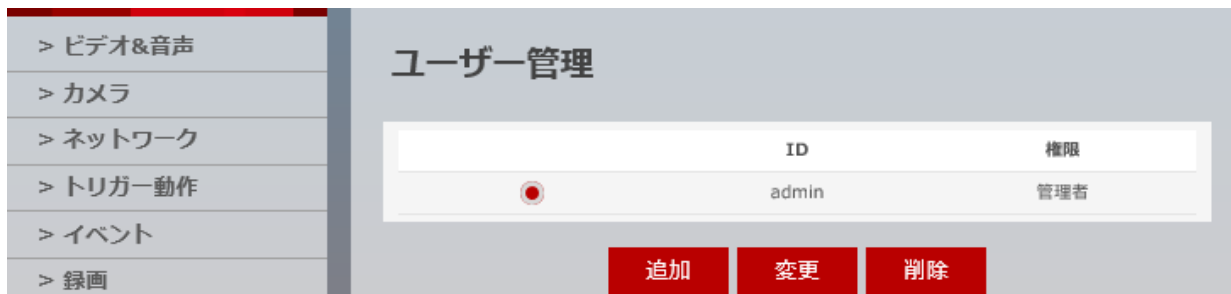 > ビデオ&音声
> カメラ
> ネットワーク
> トリガー動作
> イベント
> 録画
ユーザー管理
ID 権限
admin 管理者
追加 変更 削除